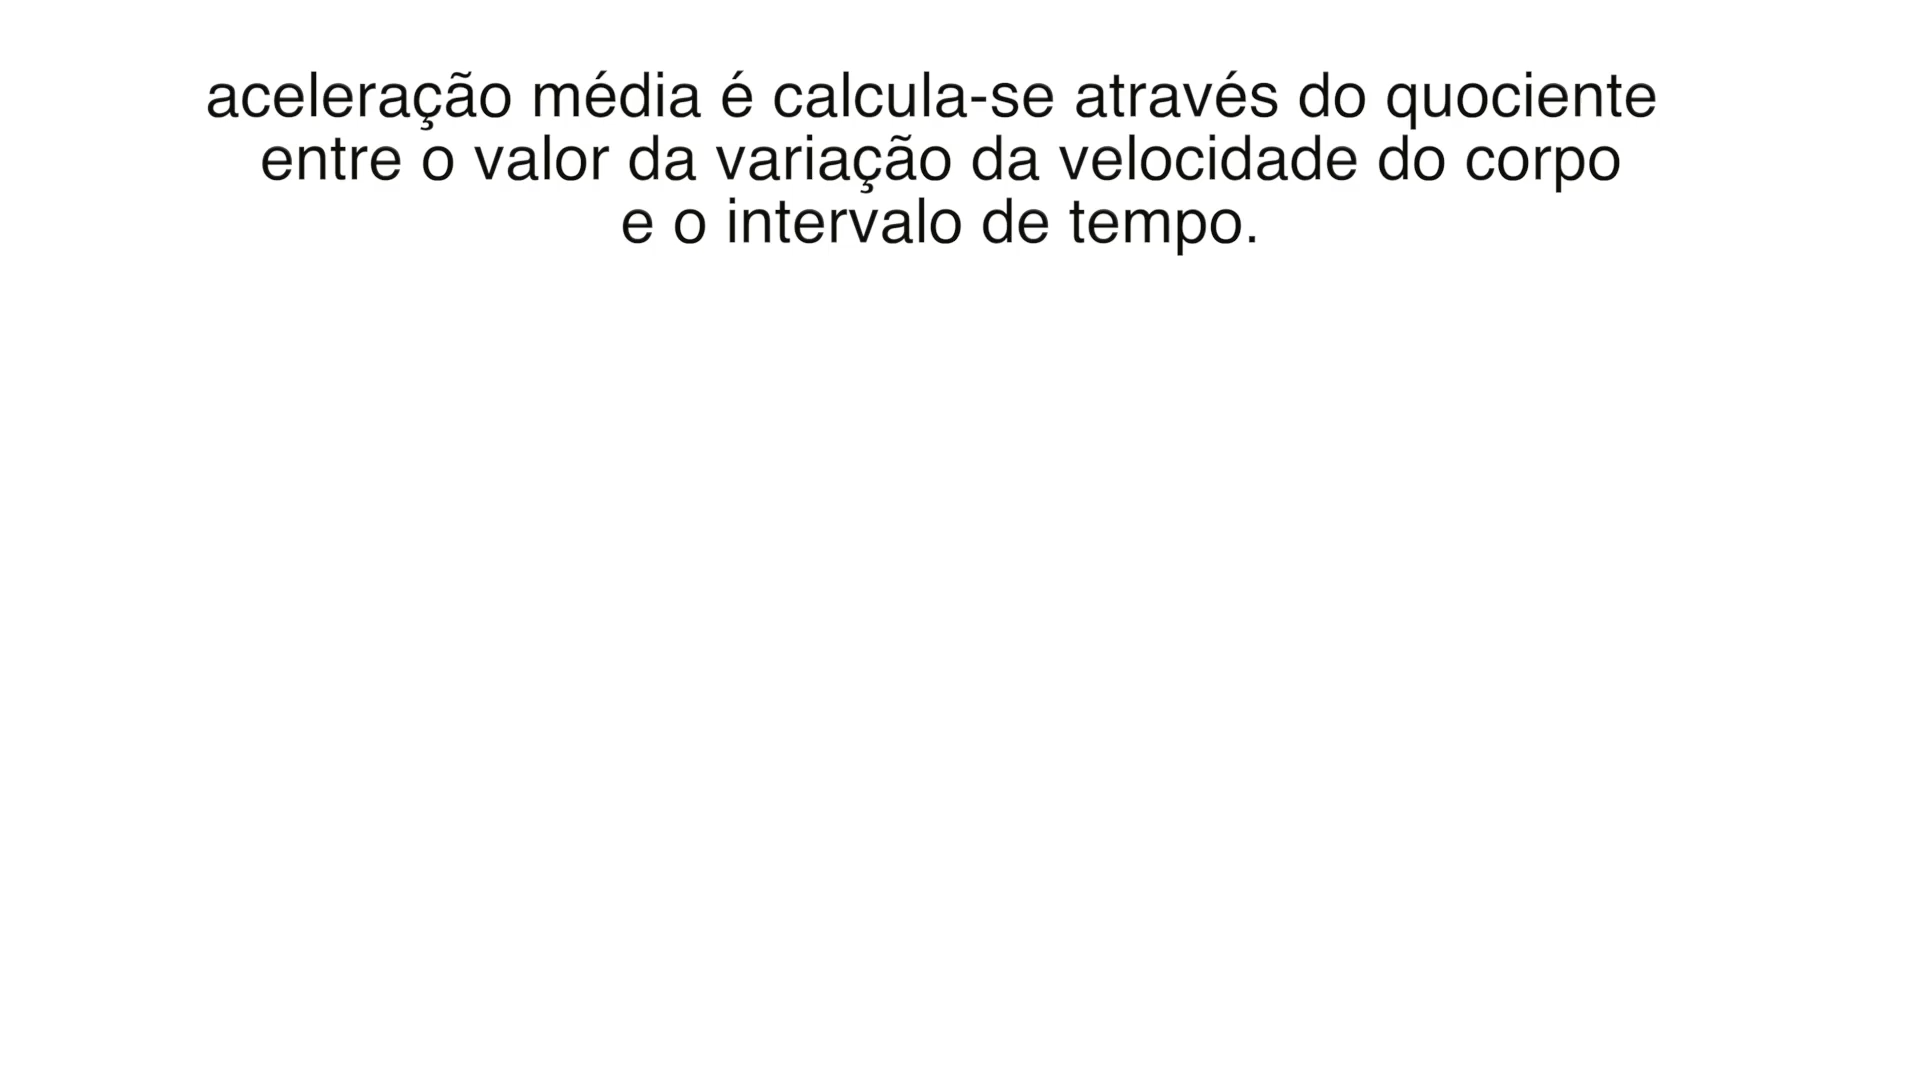 aceleração média é calcula-se através do quociente
entre o valor da variação da velocidade do corpo
e o intervalo de tempo.